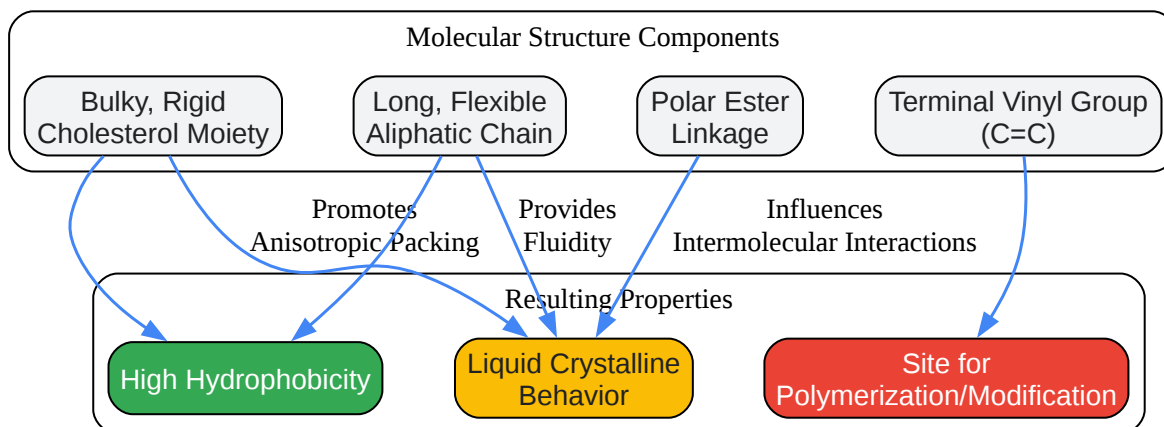 Molecular Structure Components
Bulky, Rigid
Cholesterol Moiety
Long, Flexible
Aliphatic Chain
Polar Ester
Linkage
Terminal Vinyl Group
(C=C)
Promotes
Anisotropic Packing
Provides
Fluidity
Influences
Intermolecular Interactions
Resulting Properties
High Hydrophobicity
Liquid Crystalline
Behavior
Site for
Polymerization/Modification